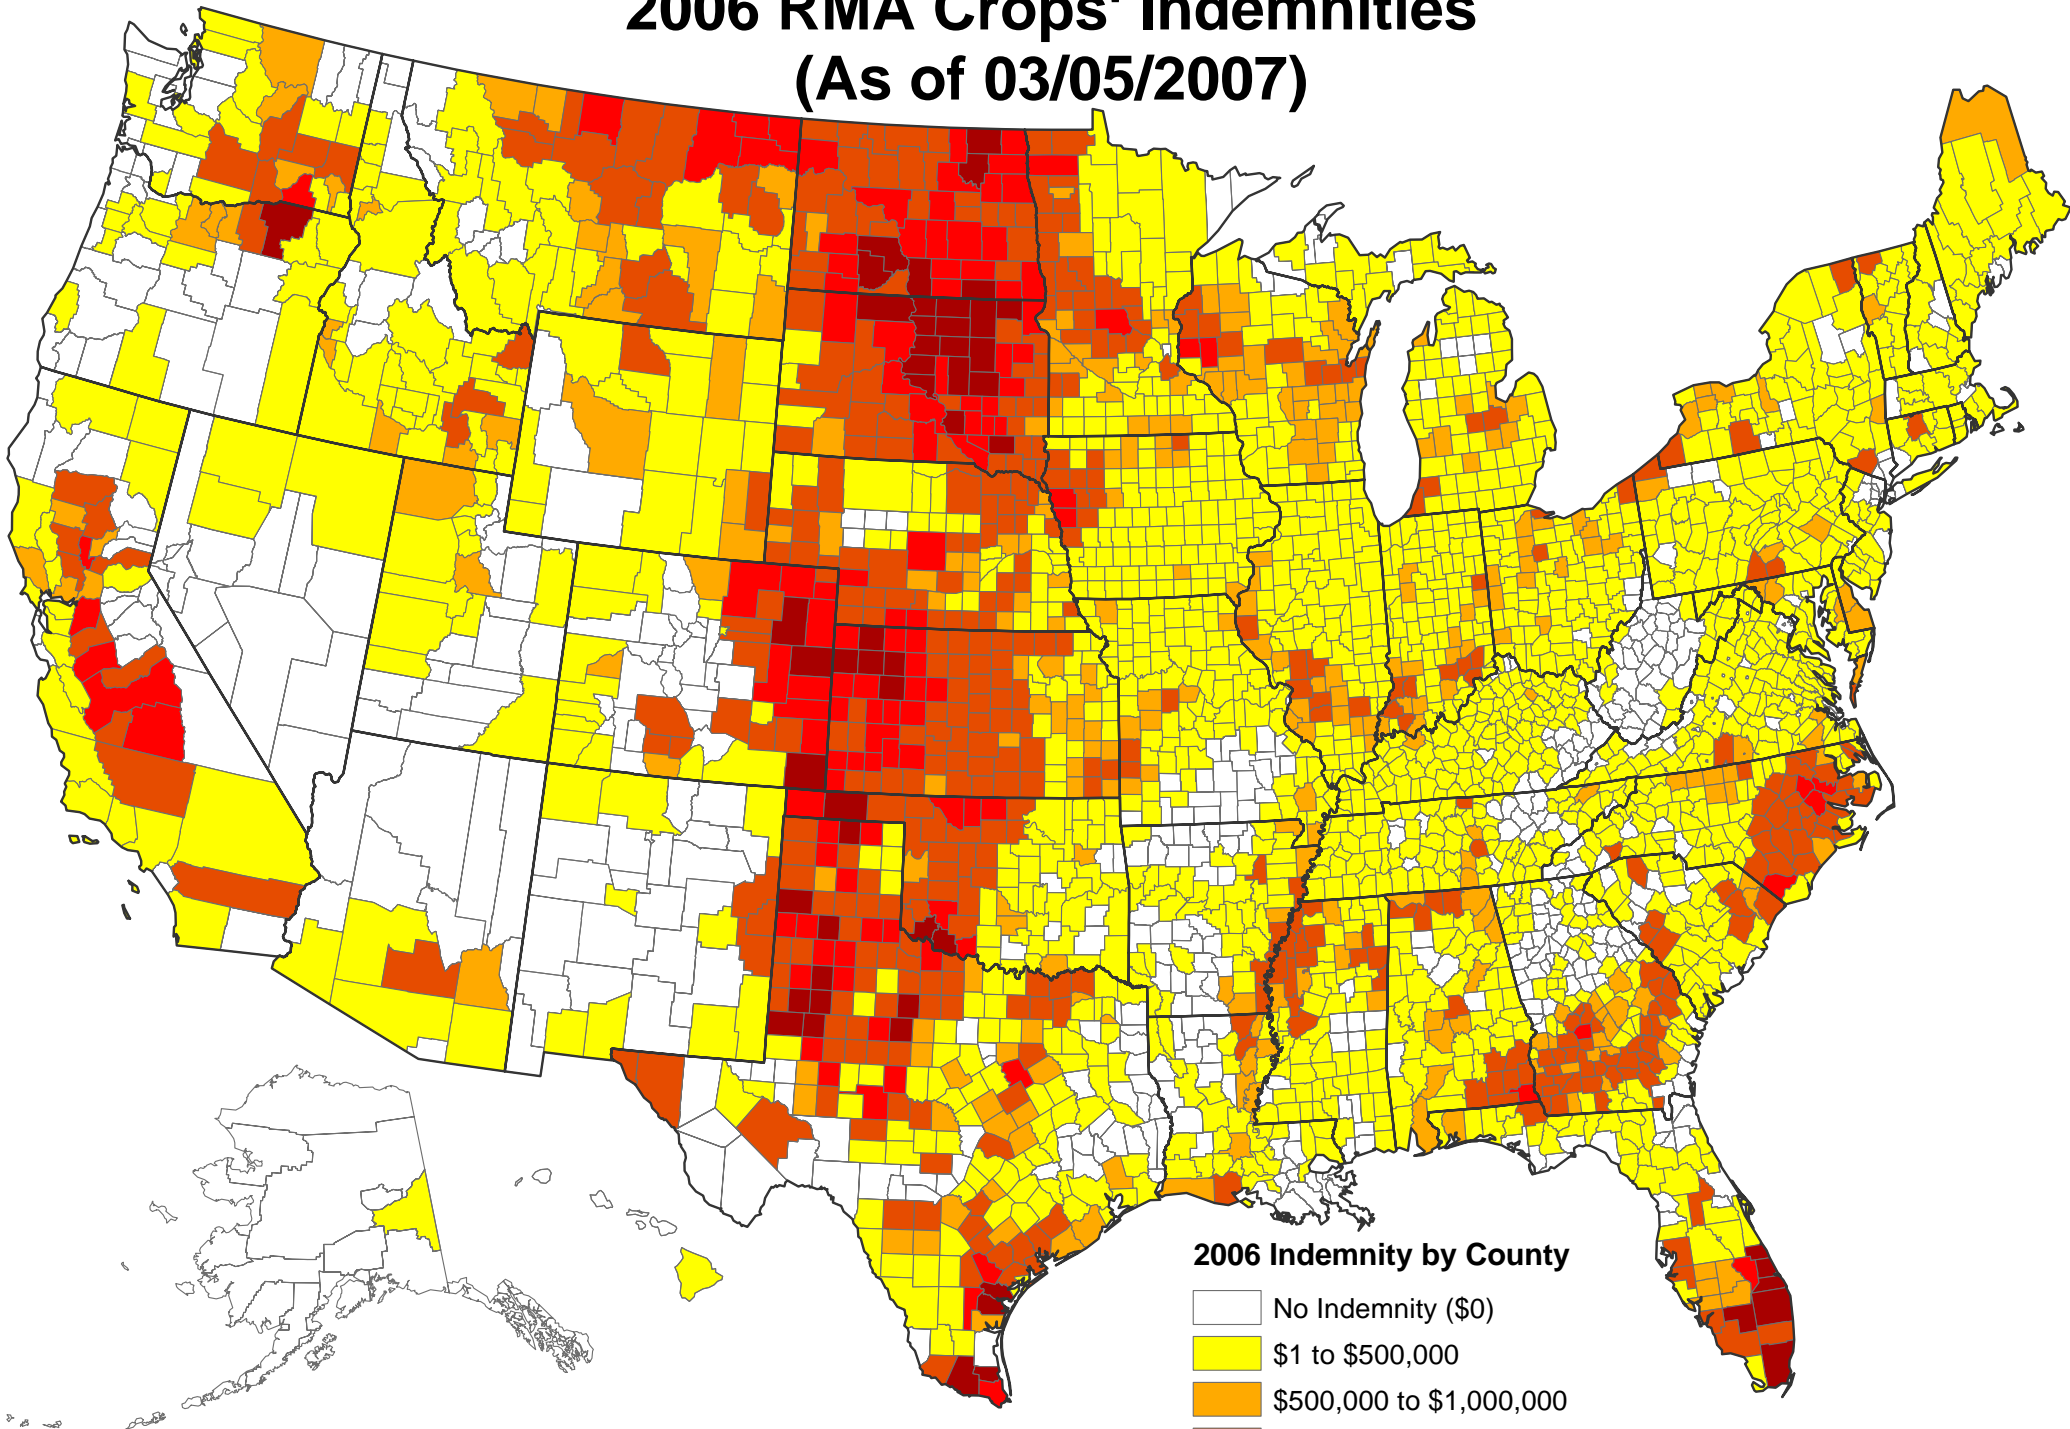 2006 RMA Crops' Indemnities
(As of 03/05/2007)
2006 Indemnity by County
No Indemnity ($0)
$1 to $500,000
$500,000 to $1,000,000